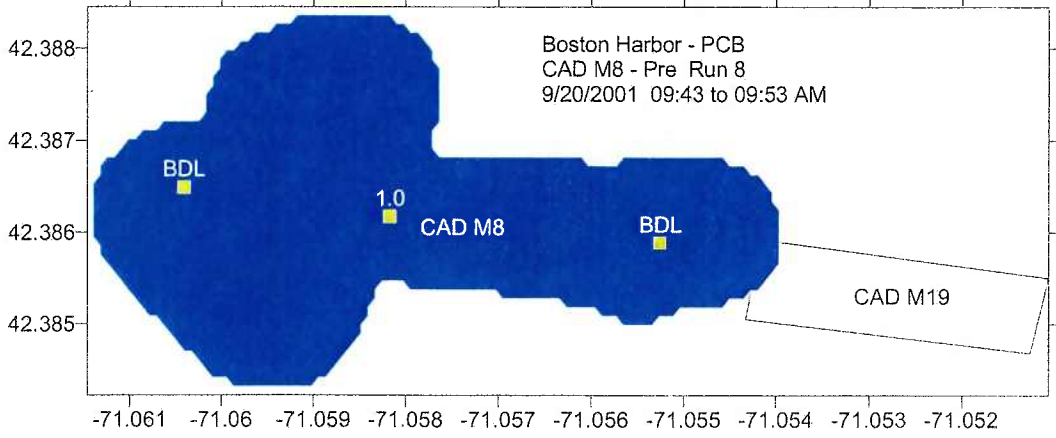 Boston Harbor - PCB
CAD M8 - Pre Run 8
9/20/2001 09:43 to 09:53 AM
42.388
42.387
42.386
42.385
BDL
1.0
CAD M8
BDL
CAD M19
-71.061 -71.06 -71.059 -71.058 -71.057 -71.056 -71.055 -71.054 -71.053 -71.052